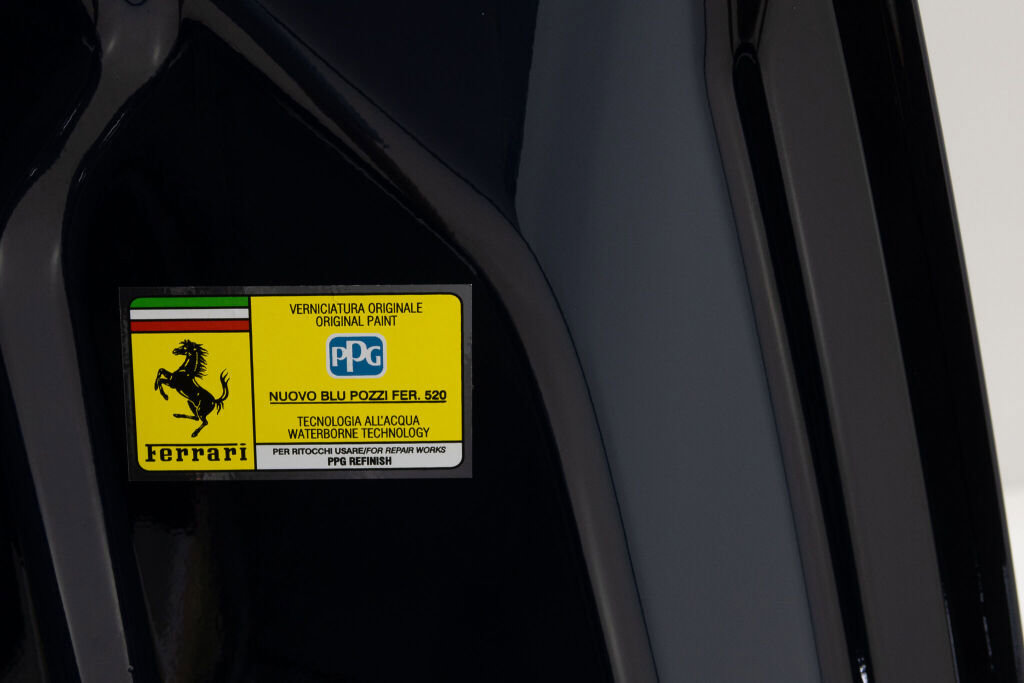 VERNICIATURA ORIGINALE
ORIGINAL PAINT
PPG
NUOVO BLU POZZI FER. 520
TECNOLOGIA ALL'ACQUA
WATERBORNE TECHNOLOGY
Ferrari
PER RITOCCHI USARE/FOR REPAIR WORKS
PPG REFINISH